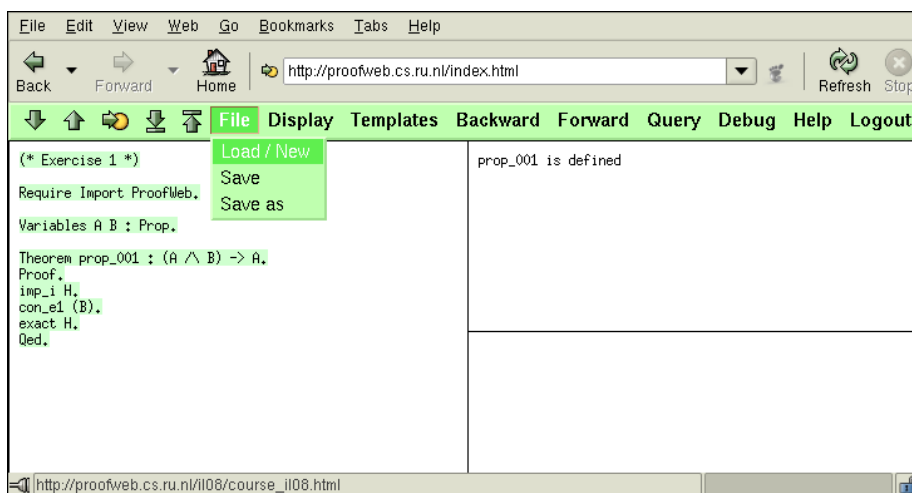 File Edit View Web Go Bookmarks Tabs Help
http://proofweb.cs.ru.nl/index.html
Back Forward Home Refresh Stop
File Display Templates Backward Forward Query Debug Help Logout
Load / New
Save
Save as
(* Exercise 1 *)
Require Import ProofWeb.
Variables A B : Prop.
Theorem prop_001 : (A /\ B) -> A.
Proof.
imp_i H.
con_e1 (B).
exact H.
Qed.
prop_001 is defined
http://proofweb.cs.ru.nl/il08/course_il08.html